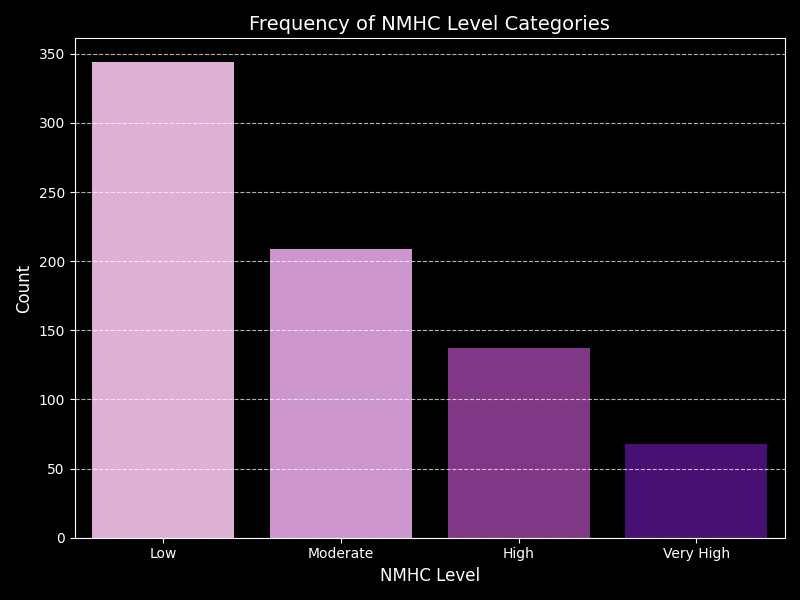 Frequency of NMHC Level Categories
350
300
250
200
150
100
50
0
Count
Low Moderate High Very High
NMHC Level